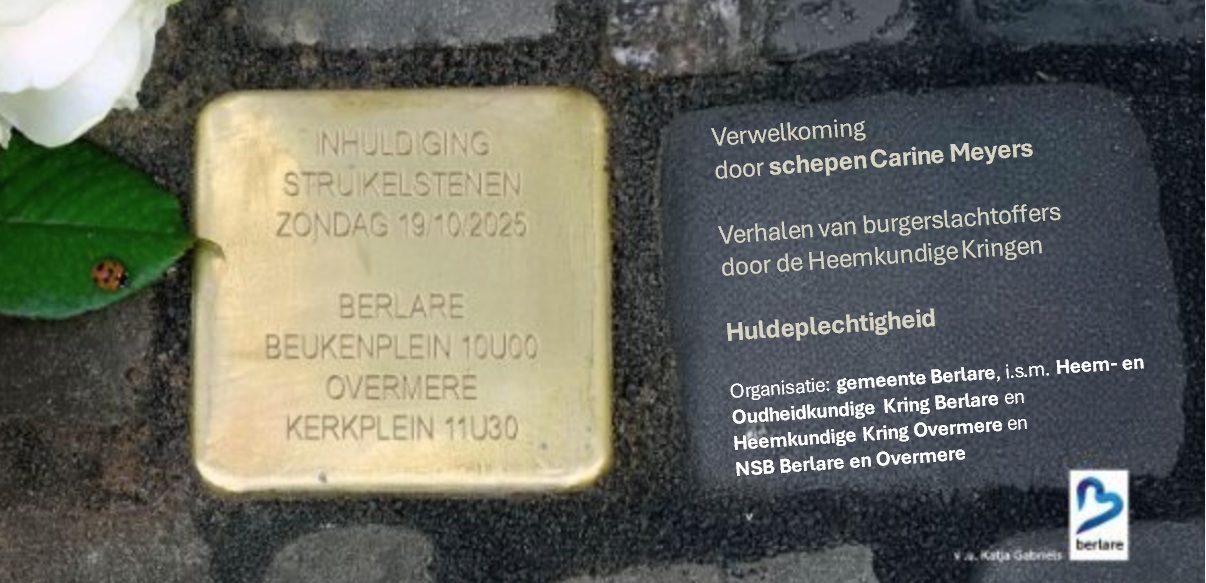 INHULDIGING
STRUIKELSTENEN
ZONDAG 19/10/2025
BERLARE
BEUKENPLEIN 10U00
OVERMERE
KERKPLEIN 11U30
Verwelkoming
door schepen Carine Meyers
Verhalen van burgerslachtoffers
door de Heemkundige Kringen
Huldeplechtigheid
Organisatie: gemeente Berlare, i.s.m. Heem- en
Oudheidkundige Kring Berlare en
Heemkundige Kring Overmere en
NSB Berlare en Overmere
v.u. Katja Gabriels
berlare